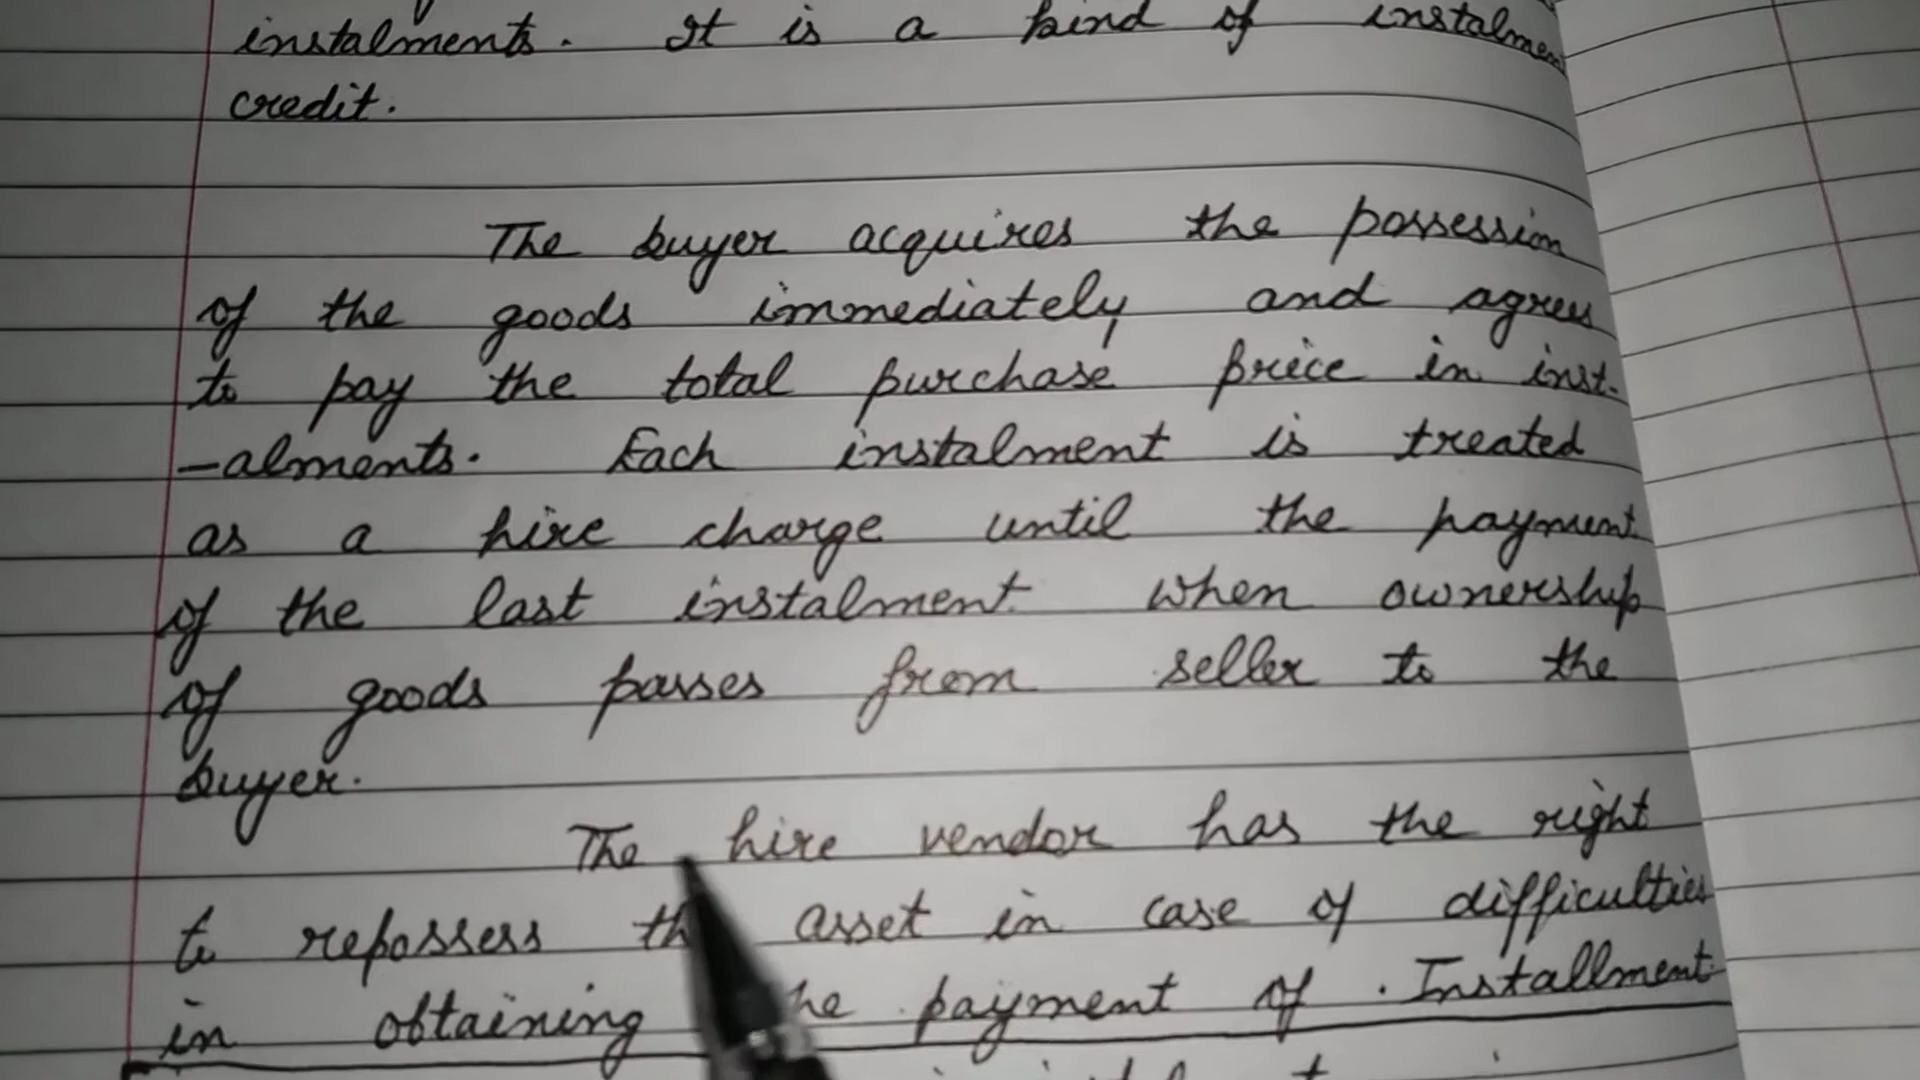 instalments. It is a kind of instalment
credit.
The buyer acquires the possession
of the goods immediately and agrees
to pay the total purchase price in inst-
-alments. Each instalment is treated
as a hire charge until the payment
of the last instalment when ownership
of goods passes from seller to the
buyer.
The hire vendor has the right
to repossess the asset in case of difficulties
in obtaining the payment of . Installment